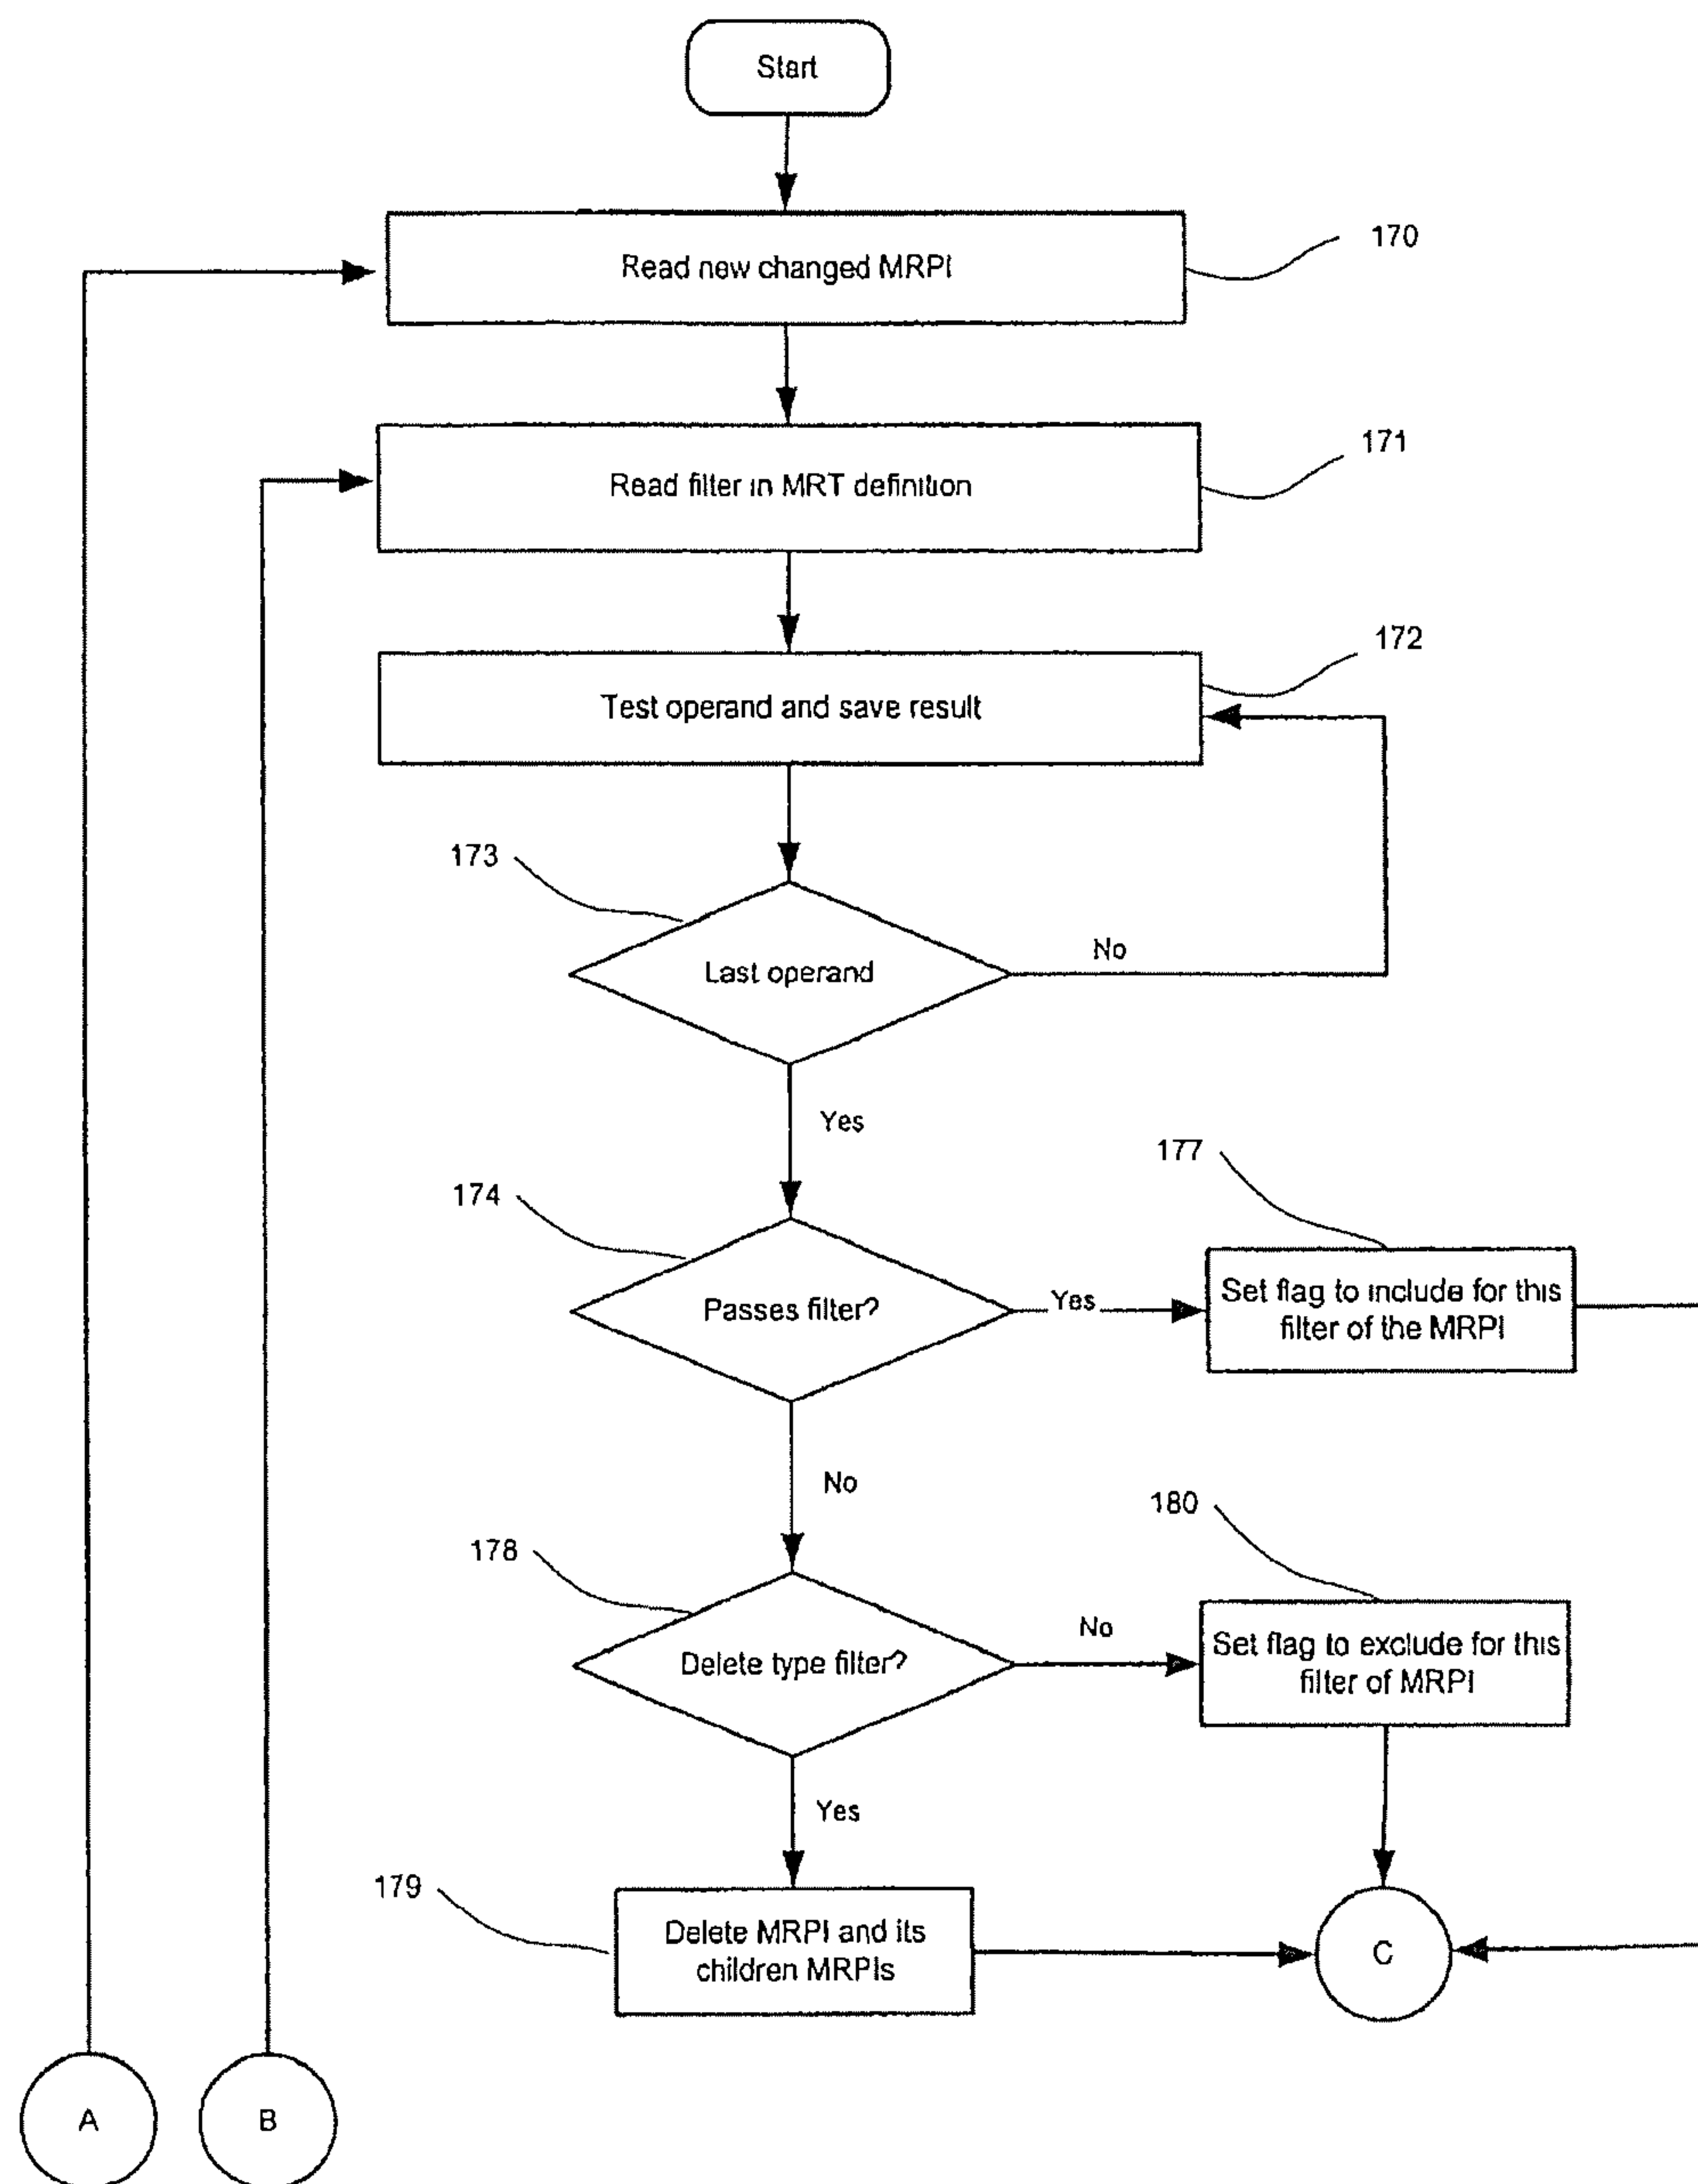 Start
Read new changed MRPI
170
Read filter in MRT definition
171
Test operand and save result
172
173
Last operand
No
Yes
174
Passes filter?
Yes
177
Set flag to include for this
filter of the MRPI
No
178
Delete type filter?
No
180
Set flag to exclude for this
filter of MRPI
Yes
179
Delete MRPI and its
children MRPIs
C
A
B